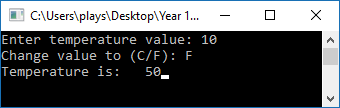 C:\Users\plays\Desktop\Year 1...
Enter temperature value: 10
Change value to (C/F): F
Temperature is:   50